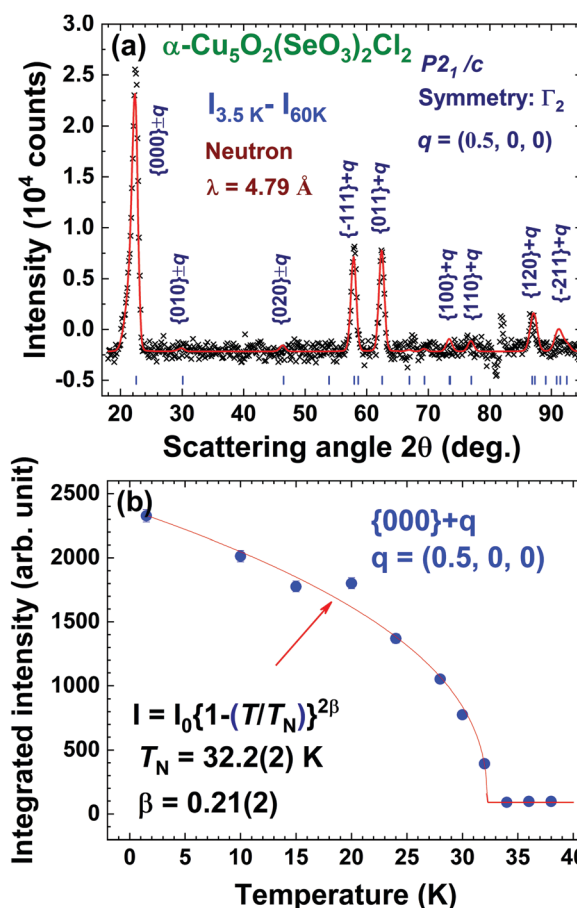 (a) α-Cu5O2(SeO3)2Cl2
P21/c
I3.5 K- I60K
Symmetry: Γ2
Neutron
q = (0.5, 0, 0)
λ = 4.79 Å
{000}±q
{010}±q
{020}±q
{-111}+q
{011}+q
{100}+q
{110}+q
{120}+q
{-211}+q
Intensity (10^4 counts)
3.0
2.5
2.0
1.5
1.0
0.5
0.0
-0.5
20 30 40 50 60 70 80 90
Scattering angle 2θ (deg.)
(b)
{000}+q
q = (0.5, 0, 0)
I = I0{1-(T/TN)}^2β
TN = 32.2(2) K
β = 0.21(2)
Integrated intensity (arb. unit)
2500
2000
1500
1000
500
0
0 10 20 30 40
Temperature (K)